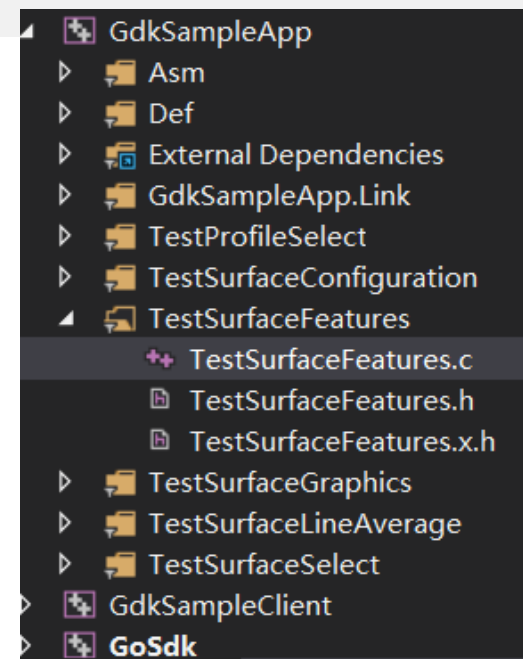 GdkSampleApp
Asm
Def
External Dependencies
GdkSampleApp.Link
TestProfileSelect
TestSurfaceConfiguration
TestSurfaceFeatures
TestSurfaceFeatures.c
TestSurfaceFeatures.h
TestSurfaceFeatures.x.h
TestSurfaceGraphics
TestSurfaceLineAverage
TestSurfaceSelect
GdkSampleClient
GoSdk